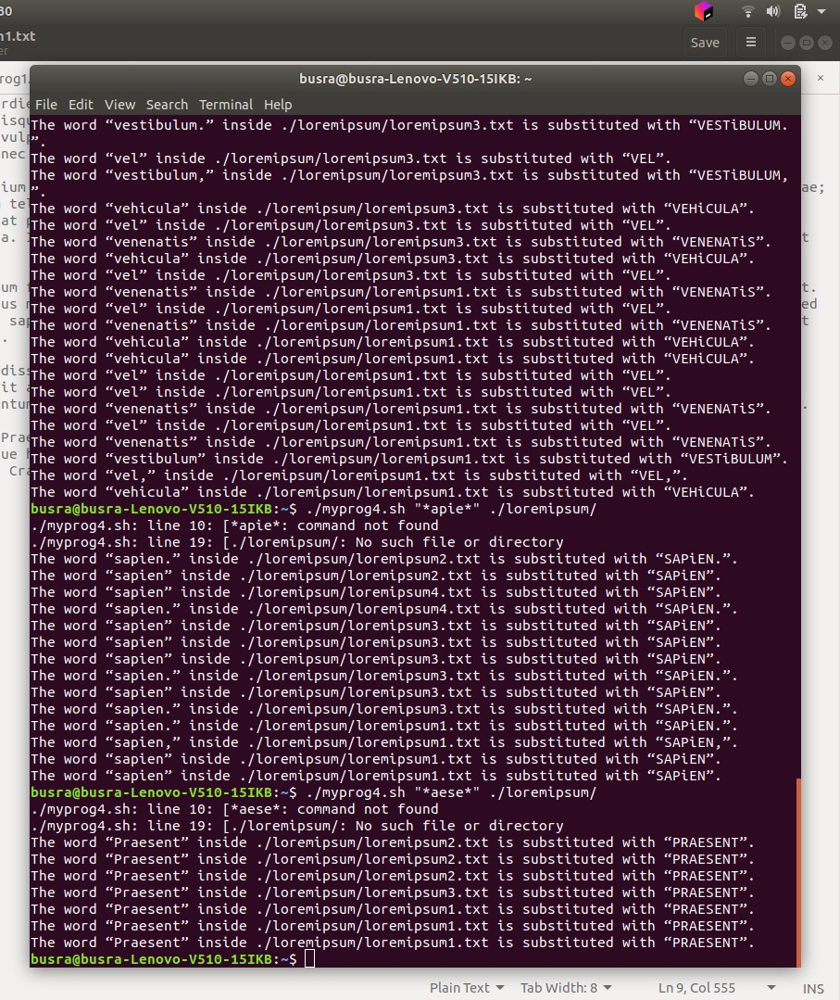 30
n1.txt
er
Save
rog1.
busra@busra-Lenovo-V510-15IKB: ~
File Edit View Search Terminal Help
The word “vestibulum.” inside ./loremipsum/loremipsum3.txt is substituted with “VESTiBULUM.
”.
The word “vel” inside ./loremipsum/loremipsum3.txt is substituted with “VEL”.
The word “vestibulum,” inside ./loremipsum/loremipsum3.txt is substituted with “VESTiBULUM,
”.
The word “vehicula” inside ./loremipsum/loremipsum3.txt is substituted with “VEHiCULA”.
The word “vel” inside ./loremipsum/loremipsum3.txt is substituted with “VEL”.
The word “venenatis” inside ./loremipsum/loremipsum3.txt is substituted with “VENENATiS”.
The word “vehicula” inside ./loremipsum/loremipsum3.txt is substituted with “VEHiCULA”.
The word “vel” inside ./loremipsum/loremipsum3.txt is substituted with “VEL”.
The word “venenatis” inside ./loremipsum/loremipsum1.txt is substituted with “VENENATiS”.
The word “vel” inside ./loremipsum/loremipsum1.txt is substituted with “VEL”.
The word “venenatis” inside ./loremipsum/loremipsum1.txt is substituted with “VENENATiS”.
The word “vehicula” inside ./loremipsum/loremipsum1.txt is substituted with “VEHiCULA”.
The word “vehicula” inside ./loremipsum/loremipsum1.txt is substituted with “VEHiCULA”.
The word “vel” inside ./loremipsum/loremipsum1.txt is substituted with “VEL”.
The word “vel” inside ./loremipsum/loremipsum1.txt is substituted with “VEL”.
The word “venenatis” inside ./loremipsum/loremipsum1.txt is substituted with “VENENATiS”.
The word “vel” inside ./loremipsum/loremipsum1.txt is substituted with “VEL”.
The word “venenatis” inside ./loremipsum/loremipsum1.txt is substituted with “VENENATiS”.
The word “vestibulum” inside ./loremipsum/loremipsum1.txt is substituted with “VESTiBULUM”.
The word “vel,” inside ./loremipsum/loremipsum1.txt is substituted with “VEL,”.
The word “vehicula” inside ./loremipsum/loremipsum1.txt is substituted with “VEHiCULA”.
busra@busra-Lenovo-V510-15IKB:~$ ./myprog4.sh "*apie*" ./loremipsum/
./myprog4.sh: line 10: [*apie*: command not found
./myprog4.sh: line 19: [./loremipsum/: No such file or directory
The word “sapien.” inside ./loremipsum/loremipsum2.txt is substituted with “SAPiEN.”.
The word “sapien” inside ./loremipsum/loremipsum2.txt is substituted with “SAPiEN”.
The word “sapien” inside ./loremipsum/loremipsum4.txt is substituted with “SAPiEN”.
The word “sapien.” inside ./loremipsum/loremipsum4.txt is substituted with “SAPiEN.”.
The word “sapien” inside ./loremipsum/loremipsum3.txt is substituted with “SAPiEN”.
The word “sapien” inside ./loremipsum/loremipsum3.txt is substituted with “SAPiEN”.
The word “sapien” inside ./loremipsum/loremipsum3.txt is substituted with “SAPiEN”.
The word “sapien.” inside ./loremipsum/loremipsum3.txt is substituted with “SAPiEN.”.
The word “sapien” inside ./loremipsum/loremipsum3.txt is substituted with “SAPiEN”.
The word “sapien.” inside ./loremipsum/loremipsum3.txt is substituted with “SAPiEN.”.
The word “sapien.” inside ./loremipsum/loremipsum1.txt is substituted with “SAPiEN.”.
The word “sapien,” inside ./loremipsum/loremipsum1.txt is substituted with “SAPiEN,”.
The word “sapien” inside ./loremipsum/loremipsum1.txt is substituted with “SAPiEN”.
The word “sapien” inside ./loremipsum/loremipsum1.txt is substituted with “SAPiEN”.
busra@busra-Lenovo-V510-15IKB:~$ ./myprog4.sh "*aese*" ./loremipsum/
./myprog4.sh: line 10: [*aese*: command not found
./myprog4.sh: line 19: [./loremipsum/: No such file or directory
The word “Praesent” inside ./loremipsum/loremipsum2.txt is substituted with “PRAESENT”.
The word “Praesent” inside ./loremipsum/loremipsum2.txt is substituted with “PRAESENT”.
The word “Praesent” inside ./loremipsum/loremipsum2.txt is substituted with “PRAESENT”.
The word “Praesent” inside ./loremipsum/loremipsum3.txt is substituted with “PRAESENT”.
The word “Praesent” inside ./loremipsum/loremipsum1.txt is substituted with “PRAESENT”.
The word “Praesent” inside ./loremipsum/loremipsum1.txt is substituted with “PRAESENT”.
The word “Praesent” inside ./loremipsum/loremipsum1.txt is substituted with “PRAESENT”.
busra@busra-Lenovo-V510-15IKB:~$
Plain Text Tab Width: 8 Ln 9, Col 555 INS